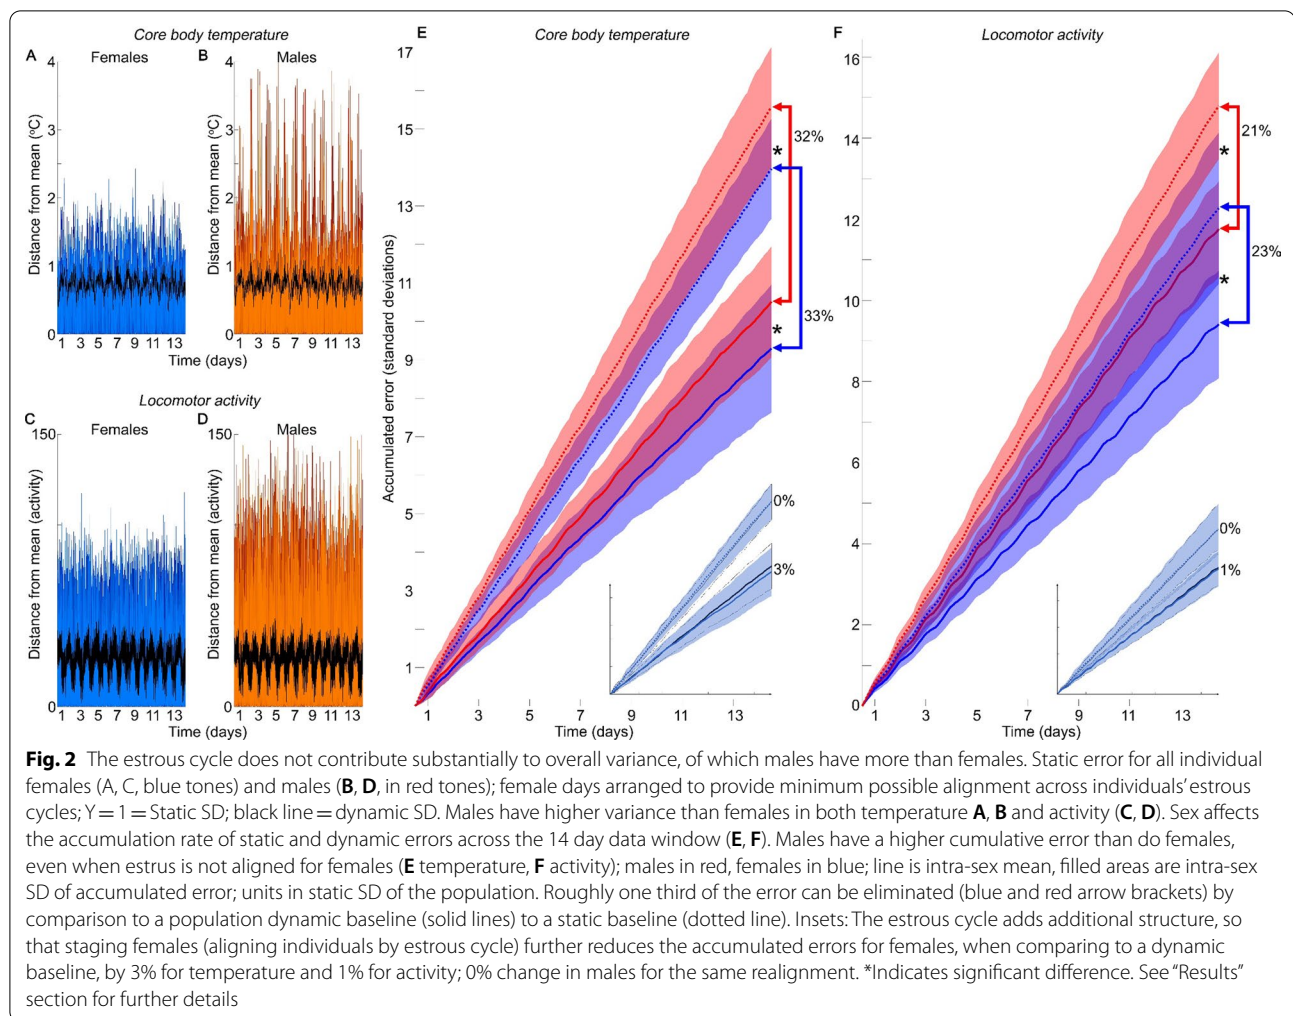 Core body temperature
A Females B Males
4 4
3 3
2 2
1 1
0 0
Distance from mean (°C)
Distance from mean (°C)
1 3 5 7 9 11 13 1 3 5 7 9 11 13
Time (days) Time (days)
Locomotor activity
C Females D Males
150 150
0 0
Distance from mean (activity)
Distance from mean (activity)
1 3 5 7 9 11 13 1 3 5 7 9 11 13
Time (days) Time (days)
E Core body temperature
17
15
13
11
9
7
5
3
1
Accumulated error (standard deviations)
32%
*
33%
*
0%
3%
1 3 5 7 9 11 13
Time (days)
F Locomotor activity
16
14
12
10
8
6
4
2
0
21%
*
23%
*
0%
1%
1 3 5 7 9 11 13
Time (days)
Fig. 2 The estrous cycle does not contribute substantially to overall variance, of which males have more than females. Static error for all individual
females (A, C, blue tones) and males (B, D, in red tones); female days arranged to provide minimum possible alignment across individuals’ estrous
cycles; Y = 1 = Static SD; black line = dynamic SD. Males have higher variance than females in both temperature A, B and activity (C, D). Sex affects
the accumulation rate of static and dynamic errors across the 14 day data window (E, F). Males have a higher cumulative error than do females,
even when estrus is not aligned for females (E temperature, F activity); males in red, females in blue; line is intra-sex mean, filled areas are intra-sex
SD of accumulated error; units in static SD of the population. Roughly one third of the error can be eliminated (blue and red arrow brackets) by
comparison to a population dynamic baseline (solid lines) to a static baseline (dotted line). Insets: The estrous cycle adds additional structure, so
that staging females (aligning individuals by estrous cycle) further reduces the accumulated errors for females, when comparing to a dynamic
baseline, by 3% for temperature and 1% for activity; 0% change in males for the same realignment. *Indicates significant difference. See “Results”
section for further details